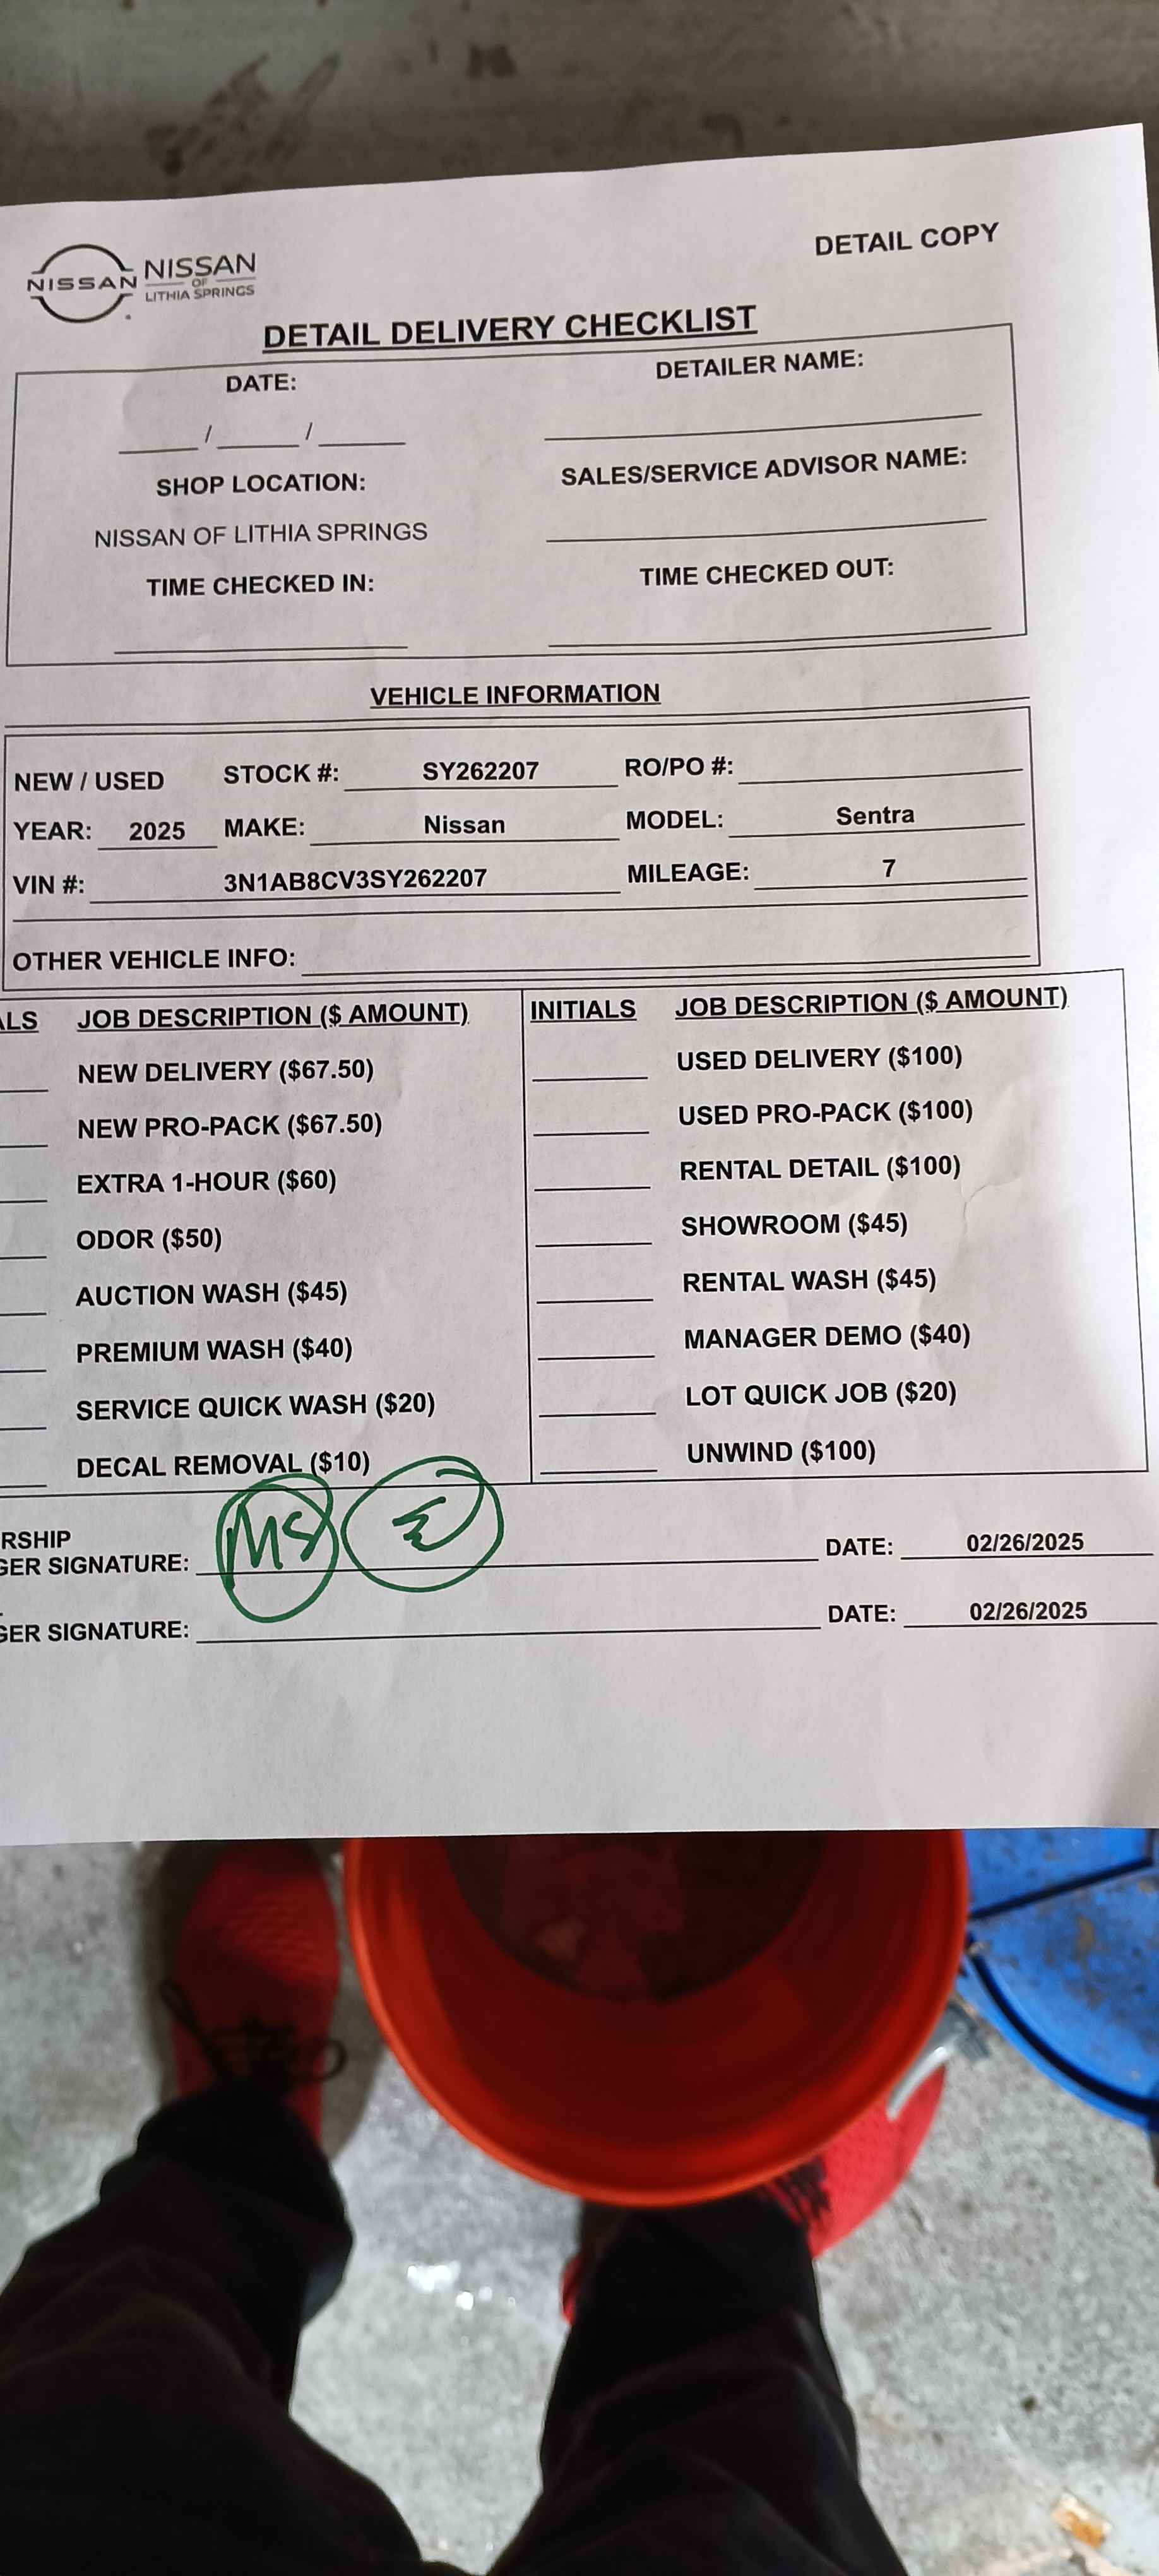 DETAIL COPY
NISSAN NISSAN
OF
LITHIA SPRINGS
DETAIL DELIVERY CHECKLIST
DATE: DETAILER NAME:
/ /
SHOP LOCATION: SALES/SERVICE ADVISOR NAME:
NISSAN OF LITHIA SPRINGS
TIME CHECKED IN: TIME CHECKED OUT:
VEHICLE INFORMATION
NEW / USED STOCK #: SY262207 RO/PO #:
YEAR: 2025 MAKE: Nissan MODEL: Sentra
VIN #: 3N1AB8CV3SY262207 MILEAGE: 7
OTHER VEHICLE INFO:
ALS JOB DESCRIPTION ($ AMOUNT) INITIALS JOB DESCRIPTION ($ AMOUNT)
NEW DELIVERY ($67.50) USED DELIVERY ($100)
NEW PRO-PACK ($67.50) USED PRO-PACK ($100)
EXTRA 1-HOUR ($60) RENTAL DETAIL ($100)
ODOR ($50) SHOWROOM ($45)
AUCTION WASH ($45) RENTAL WASH ($45)
PREMIUM WASH ($40) MANAGER DEMO ($40)
SERVICE QUICK WASH ($20) LOT QUICK JOB ($20)
DECAL REMOVAL ($10) UNWIND ($100)
RSHIP
GER SIGNATURE: DATE: 02/26/2025
GER SIGNATURE: DATE: 02/26/2025